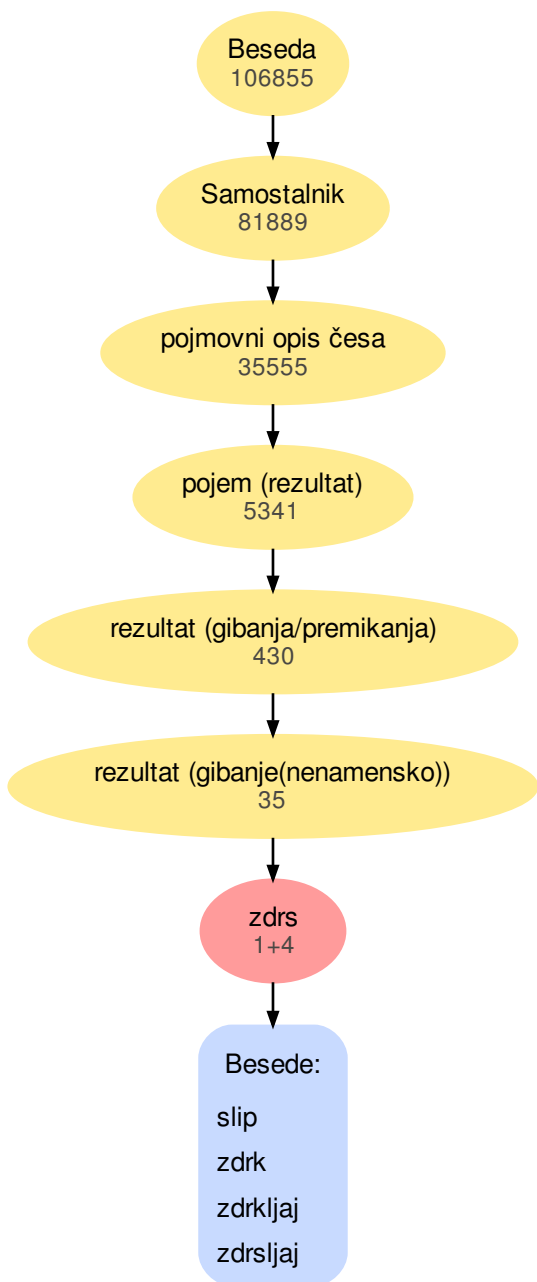 Beseda
106855
Samostalnik
81889
pojmovni opis česa
35555
pojem (rezultat)
5341
rezultat (gibanja/premikanja)
430
rezultat (gibanje(nenamensko))
35
zdrs
1+4
Besede:
slip
zdrk
zdrkljaj
zdrsljaj